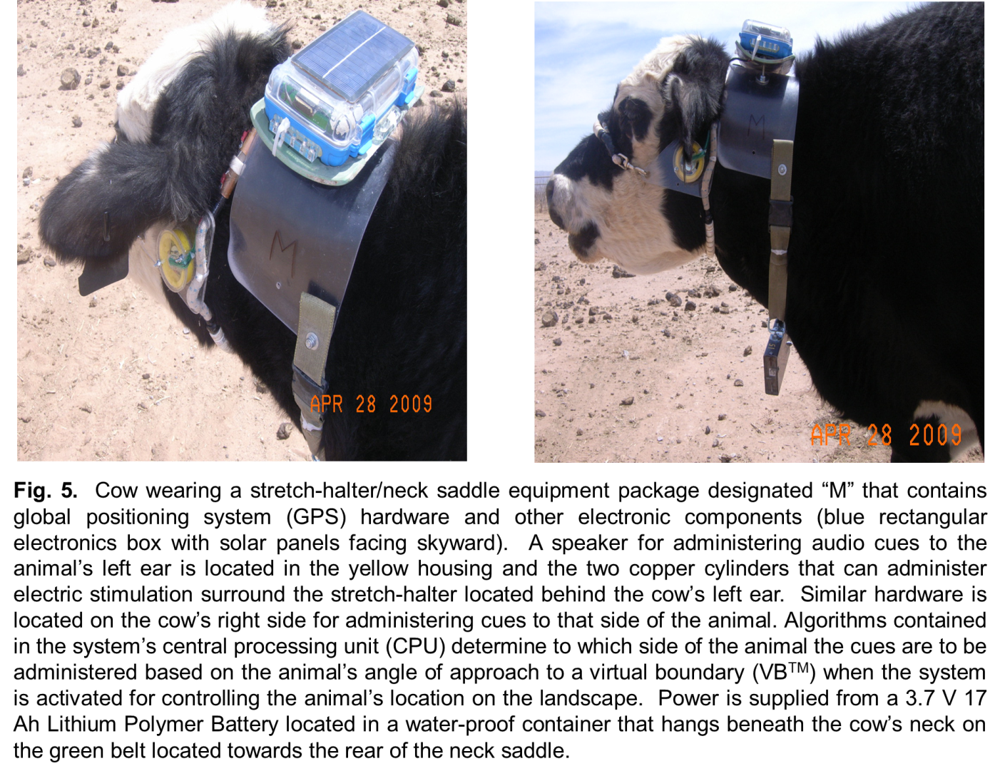 M
APR 28 2009
M
APR 28 2009
Fig. 5. Cow wearing a stretch-halter/neck saddle equipment package designated “M” that contains
global positioning system (GPS) hardware and other electronic components (blue rectangular
electronics box with solar panels facing skyward). A speaker for administering audio cues to the
animal’s left ear is located in the yellow housing and the two copper cylinders that can administer
electric stimulation surround the stretch-halter located behind the cow’s left ear. Similar hardware is
located on the cow’s right side for administering cues to that side of the animal. Algorithms contained
in the system’s central processing unit (CPU) determine to which side of the animal the cues are to be
administered based on the animal’s angle of approach to a virtual boundary (VB™) when the system
is activated for controlling the animal’s location on the landscape. Power is supplied from a 3.7 V 17
Ah Lithium Polymer Battery located in a water-proof container that hangs beneath the cow’s neck on
the green belt located towards the rear of the neck saddle.